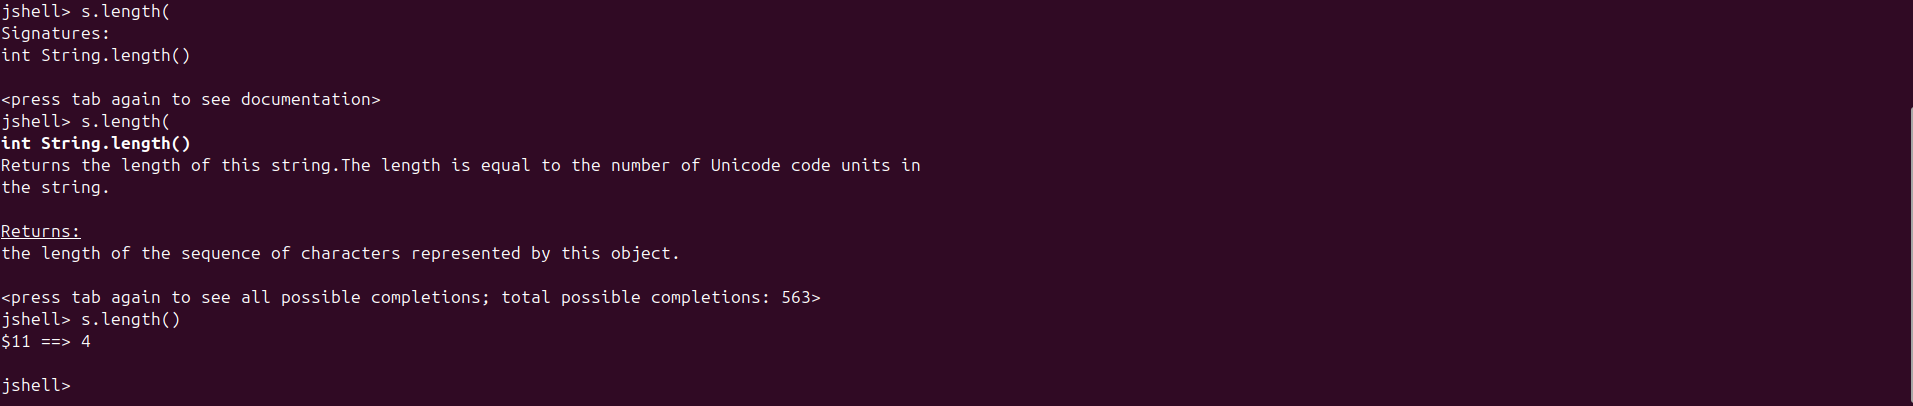 jshell> s.length(
Signatures:
int String.length()
<press tab again to see documentation>
jshell> s.length(
int String.length()
Returns the length of this string.The length is equal to the number of Unicode code units in
the string.
Returns:
the length of the sequence of characters represented by this object.
<press tab again to see all possible completions; total possible completions: 563>
jshell> s.length()
$11 ==> 4
jshell>